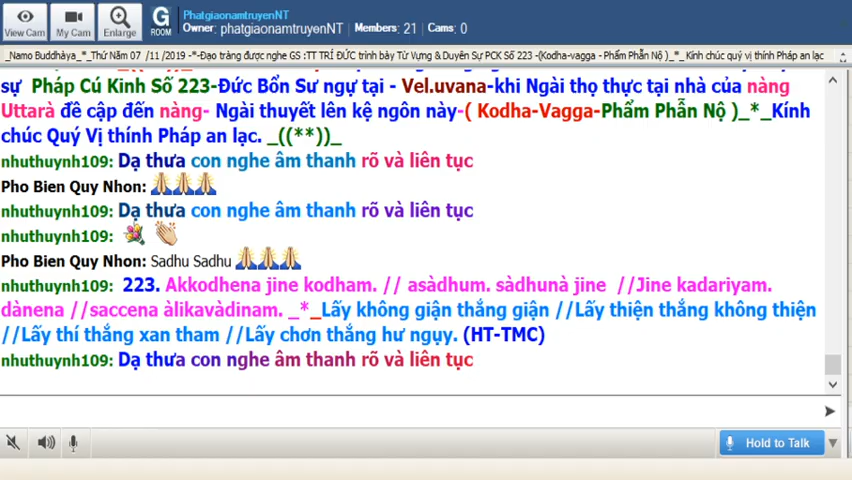 View Cam
My Cam
Enlarge
G
ROOM
PhatgiaonamtruyenNT
Owner: phatgiaonamtruyenNT Members: 21 Cams: 0
_Namo Buddhàya_*_Thứ Năm 07 /11 /2019 -*-Đạo tràng được nghe GS :TT TRÍ ĐỨC trình bày Từ Vựng & Duyên Sự PCK Số 223 -(Kodha-vagga - Phẩm Phẫn Nộ )_*_Kính chúc quý vị thính Pháp an lạc
sự Pháp Cú Kinh Số 223-Đức Bổn Sư ngự tại - Vel.uvana-khi Ngài thọ thực tại nhà của nàng
Uttarà đề cập đến nàng- Ngài thuyết lên kệ ngôn này-( Kodha-Vagga-Phẩm Phẫn Nộ )_*_Kính
chúc Quý Vị thính Pháp an lạc. _((**))_
nhuthuynh109: Dạ thưa con nghe âm thanh rõ và liên tục
Pho Bien Quy Nhon:
nhuthuynh109: Dạ thưa con nghe âm thanh rõ và liên tục
nhuthuynh109:
Pho Bien Quy Nhon: Sadhu Sadhu
nhuthuynh109: 223. Akkodhena jine kodham. // asàdhum. sàdhunà jine //Jine kadariyam.
dànena //saccena àlikavàdinam. _*_Lấy không giận thắng giận //Lấy thiện thắng không thiện
//Lấy thí thắng xan tham //Lấy chơn thắng hư ngụy. (HT-TMC)
nhuthuynh109: Dạ thưa con nghe âm thanh rõ và liên tục
Hold to Talk